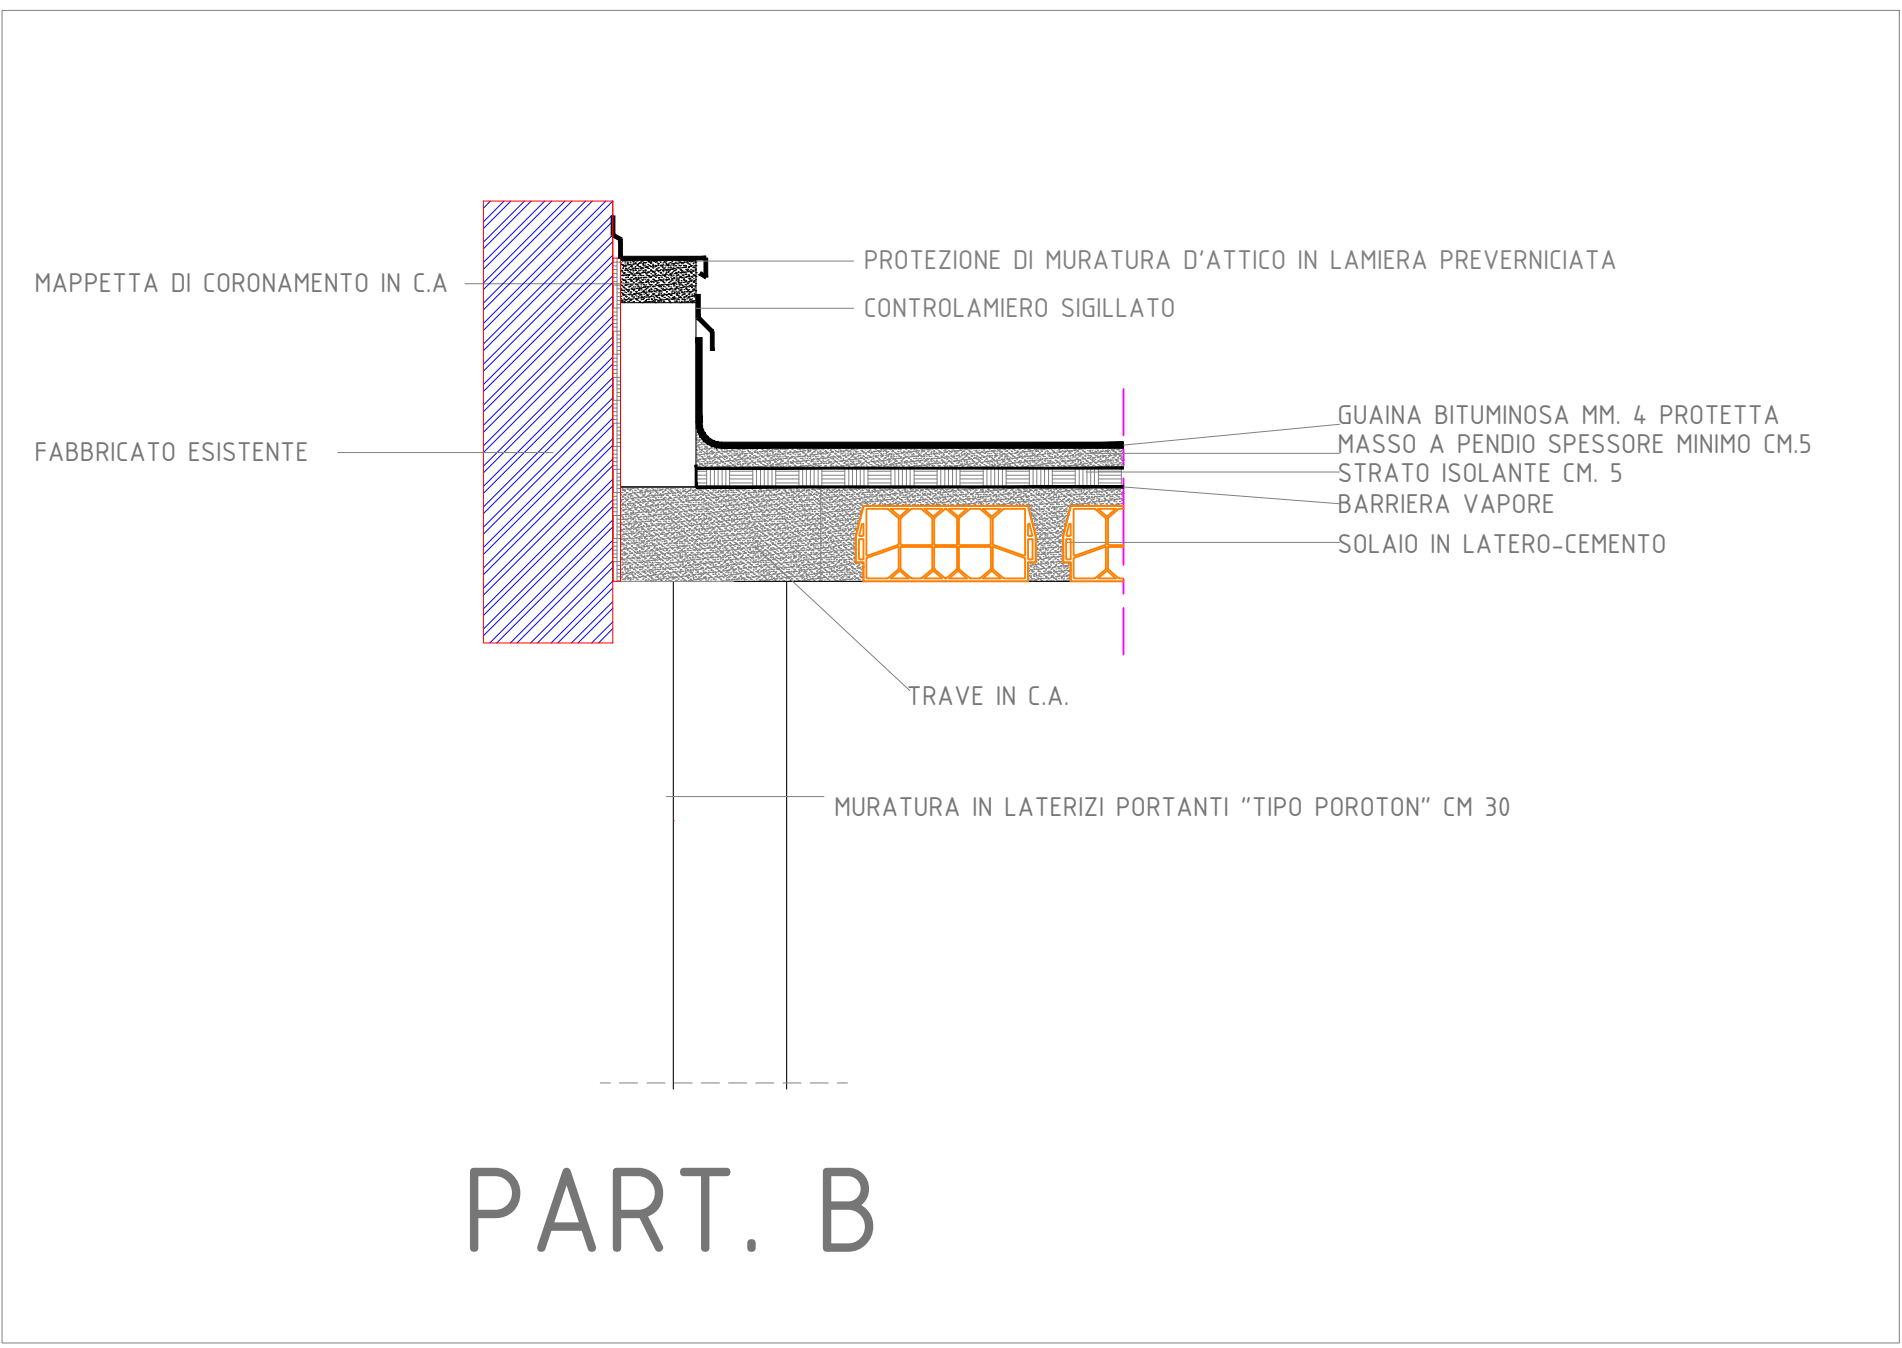 PROTEZIONE DI MURATURA D'ATTICO IN LAMIERA PREVERNICIATA
MAPPETTA DI CORONAMENTO IN C.A
CONTROLAMIERO SIGILLATO
GUAINA BITUMINOSA MM. 4 PROTETTA
MASSO A PENDIO SPESSORE MINIMO CM.5
FABBRICATO ESISTENTE
STRATO ISOLANTE CM. 5
BARRIERA VAPORE
SOLAIO IN LATERO-CEMENTO
TRAVE IN C.A.
MURATURA IN LATERIZI PORTANTI "TIPO POROTON" CM 30
PART. B